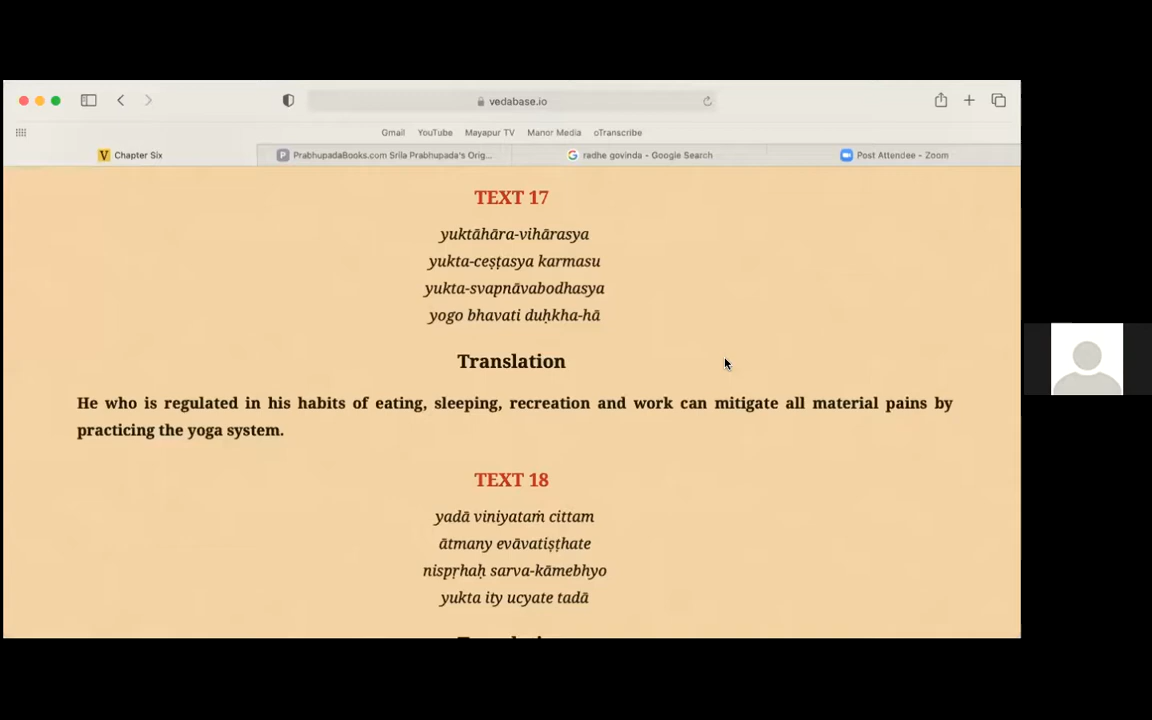 vedabase.io
Gmail YouTube Mayapur TV Manor Media oTranscribe
Chapter Six PrabhupadaBooks.com Srila Prabhupada's Orig... radhe govinda - Google Search Post Attendee - Zoom
TEXT 17
yuktāhāra-vihārasya
yukta-ceṣṭasya karmasu
yukta-svapnāvabodhasya
yogo bhavati duḥkha-hā
Translation
He who is regulated in his habits of eating, sleeping, recreation and work can mitigate all material pains by
practicing the yoga system.
TEXT 18
yadā viniyataṁ cittam
ātmany evāvatiṣṭhate
nispṛhaḥ sarva-kāmebhyo
yukta ity ucyate tadā